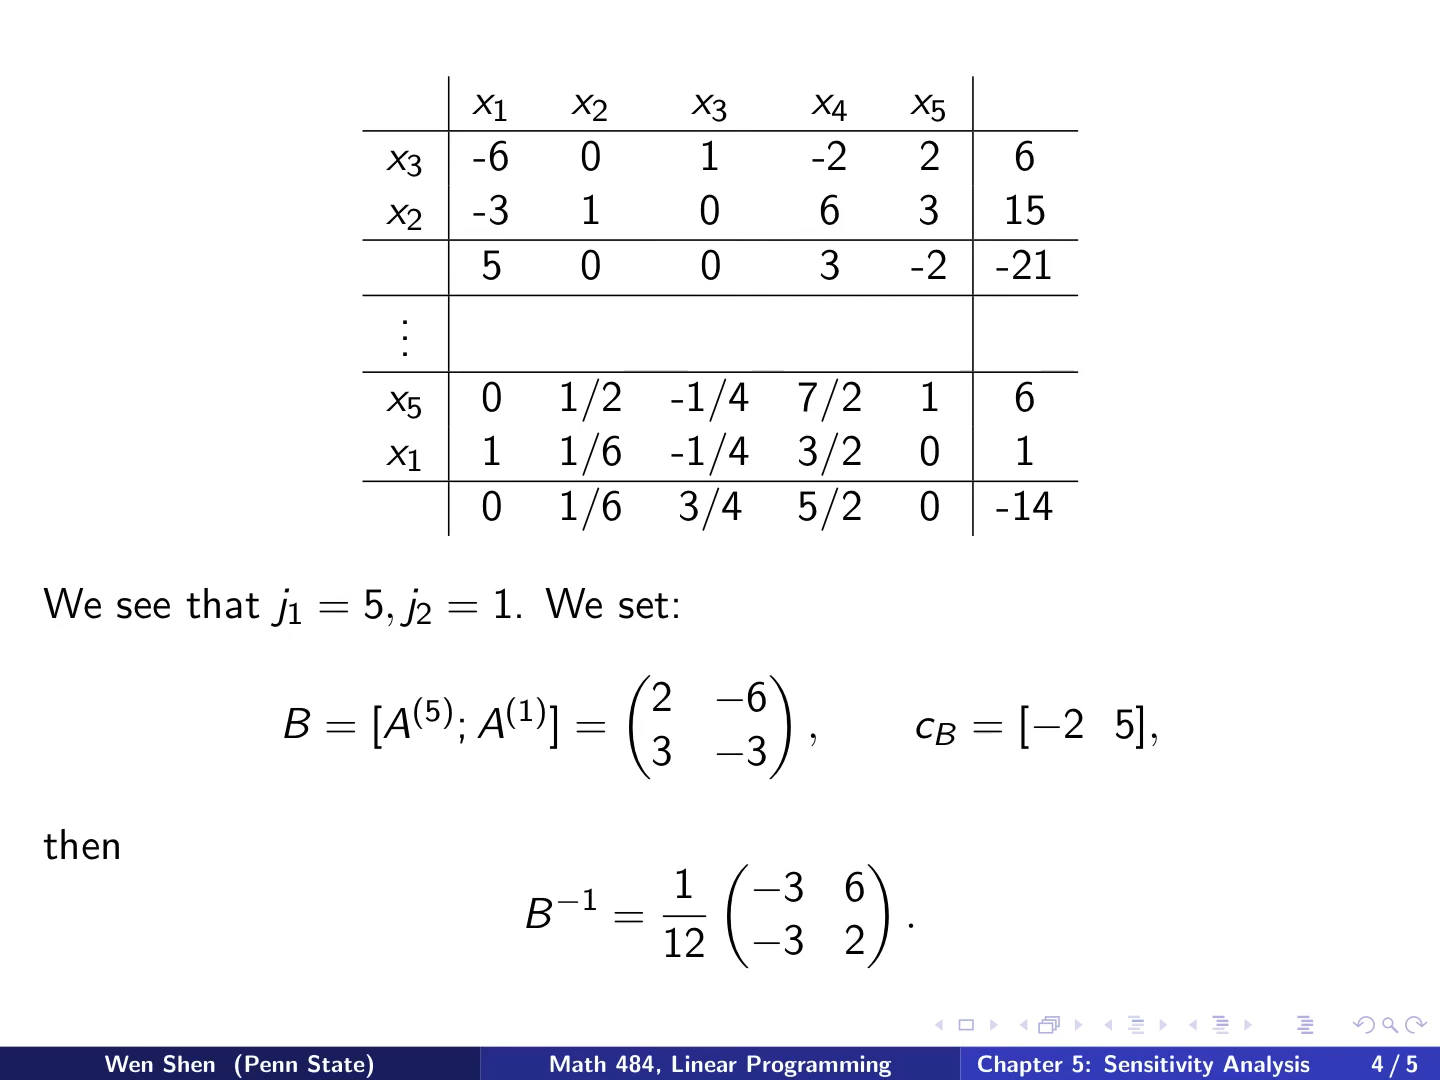 x1 x2 x3 x4 x5
x3 -6 0 1 -2 2 6
x2 -3 1 0 6 3 15
5 0 0 3 -2 -21
⋮
x5 0 1/2 -1/4 7/2 1 6
x1 1 1/6 -1/4 3/2 0 1
0 1/6 3/4 5/2 0 -14
We see that j1 = 5, j2 = 1. We set:
B = [A^(5); A^(1)] = (2 −6; 3 −3), cB = [−2 5],
then
B^−1 = 1/12 (−3 6; −3 2).
Wen Shen (Penn State) Math 484, Linear Programming Chapter 5: Sensitivity Analysis 4 / 5